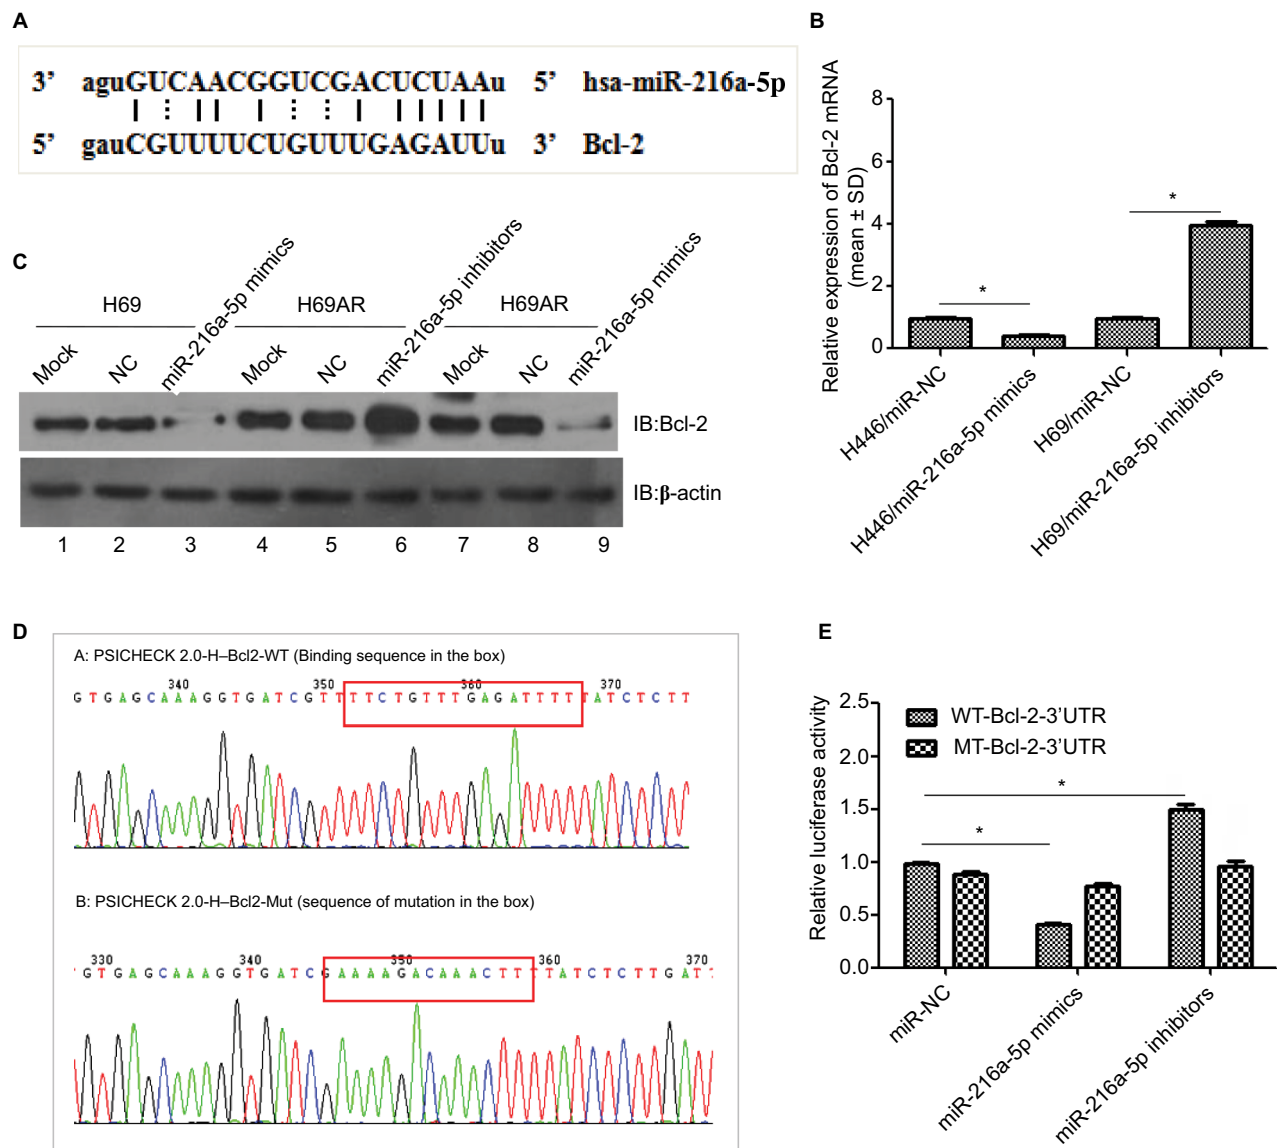 A
3’ aguGUCAACGGUCGACUCUAAu 5’ hsa-miR-216a-5p
5’ gauCGUUUUCUGUUUGAGAUUu 3’ Bcl-2
B
Relative expression of Bcl-2 mRNA
(mean ± SD)
8
6
4
2
0
*
*
H446/miR-NC
H446/miR-216a-5p mimics
H69/miR-NC
H69/miR-216a-5p inhibitors
C
H69
H69AR
H69AR
Mock
NC
miR-216a-5p mimics
Mock
NC
miR-216a-5p inhibitors
Mock
NC
miR-216a-5p mimics
IB:Bcl-2
IB:β-actin
1 2 3 4 5 6 7 8 9
D
A: PSICHECK 2.0-H–Bcl2-WT (Binding sequence in the box)
340 350 360 370
GTGAGCAAAGGTGATCGTTTTCTGTTTGAGATTTTTATCTCTT
B: PSICHECK 2.0-H–Bcl2-Mut (sequence of mutation in the box)
330 340 350 360 370
GTGAGCAAAGGTGATCGAAAAGACAAACTTTTATCTCTTGAT
E
Relative luciferase activity
2.5
2.0
1.5
1.0
0.5
0.0
WT-Bcl-2-3’UTR
MT-Bcl-2-3’UTR
*
*
miR-NC
miR-216a-5p mimics
miR-216a-5p inhibitors